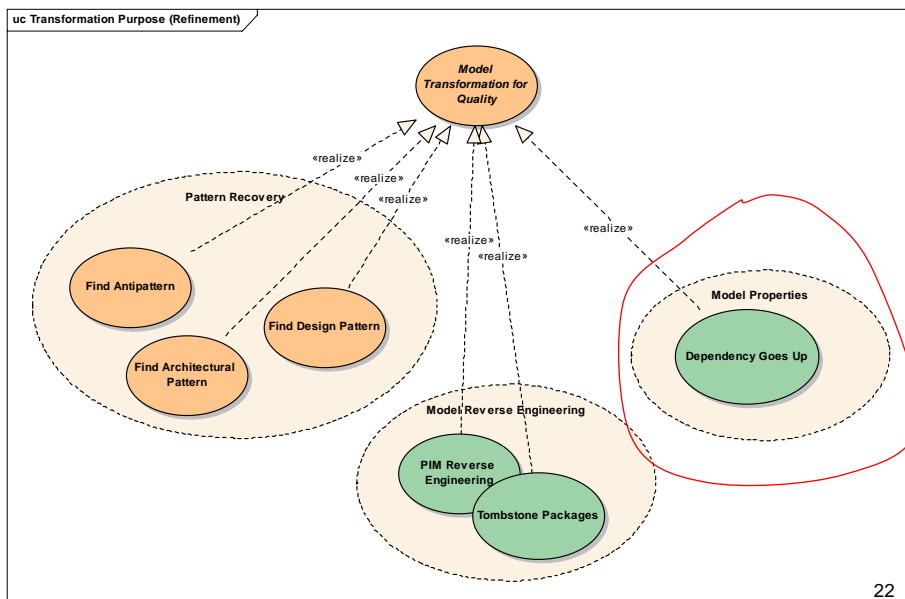 uc Transformation Purpose (Refinement)
Model
Transformation for
Quality
«realize»
«realize»
«realize»
«realize»
«realize»
«realize»
Pattern Recovery
Find Antipattern
Find Design Pattern
Find Architectural
Pattern
Model Properties
Dependency Goes Up
Model Reverse Engineering
PIM Reverse
Engineering
Tombstone Packages
22